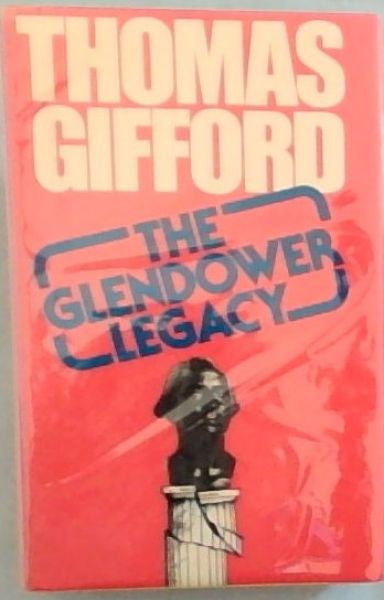 THOMAS
GIFFORD
THE
GLENDOWER
LEGACY